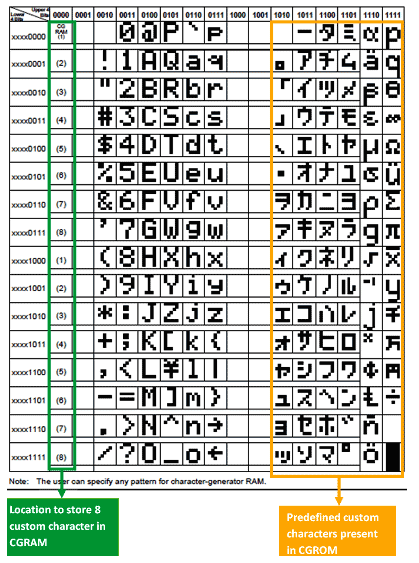 Upper 4 Bits
Lower 4 Bits
0000 0001 0010 0011 0100 0101 0110 0111 1000 1001 1010 1011 1100 1101 1110 1111
xxxx0000 CG RAM (1) 0 @ P ` p ー タ ミ α p
xxxx0001 (2) ! 1 A Q a q 。 ア チ ム ä q
xxxx0010 (3) " 2 B R b r 「 イ ツ メ β θ
xxxx0011 (4) # 3 C S c s 」 ウ テ モ ε ∞
xxxx0100 (5) $ 4 D T d t 、 エ ト ヤ μ Ω
xxxx0101 (6) % 5 E U e u ・ オ ナ ユ σ ü
xxxx0110 (7) & 6 F V f v ヲ カ ニ ヨ ρ Σ
xxxx0111 (8) ' 7 G W g w ァ キ ヌ ラ g π
xxxx1000 (1) ( 8 H X h x ィ ク ネ リ √ x̄
xxxx1001 (2) ) 9 I Y i y ゥ ケ ノ ル ⁻¹ y
xxxx1010 (3) * : J Z j z ェ コ ハ レ j 千
xxxx1011 (4) + ; K [ k { ォ サ ヒ ロ ˣ 万
xxxx1100 (5) , < L ¥ l | ャ シ フ ワ ¢ 円
xxxx1101 (6) - = M ] m } ュ ス ヘ ン £ ÷
xxxx1110 (7) . > N ^ n → ョ セ ホ ゛ ñ
xxxx1111 (8) / ? O _ o ← ッ ソ マ ゜ ö █
Note: The user can specify any pattern for character-generator RAM.
Location to store 8
custom character in
CGRAM
Predefined custom
characters present
in CGROM